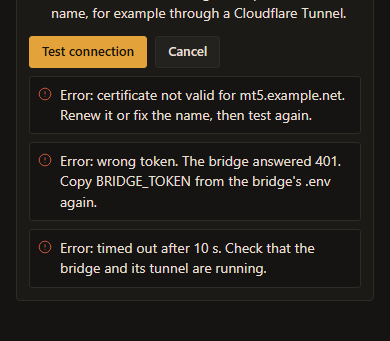 name, for example through a Cloudflare Tunnel.
Test connection
Cancel
Error: certificate not valid for mt5.example.net.
Renew it or fix the name, then test again.
Error: wrong token. The bridge answered 401.
Copy BRIDGE_TOKEN from the bridge's .env
again.
Error: timed out after 10 s. Check that the
bridge and its tunnel are running.